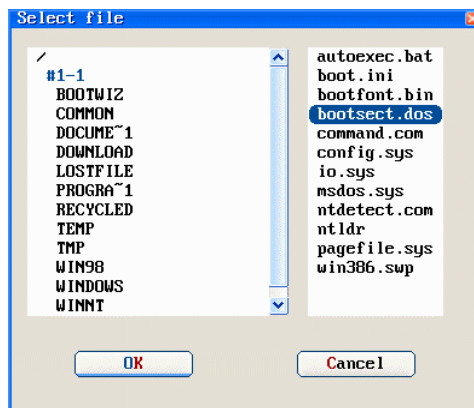 Select file
/
#1-1
BOOTWIZ
COMMON
DOCUME~1
DOWNLOAD
LOSTFILE
PROGRA~1
RECYCLED
TEMP
TMP
WIN98
WINDOWS
WINNT
autoexec.bat
boot.ini
bootfont.bin
bootsect.dos
command.com
config.sys
io.sys
msdos.sys
ntdetect.com
ntldr
pagefile.sys
win386.swp
OK
Cancel